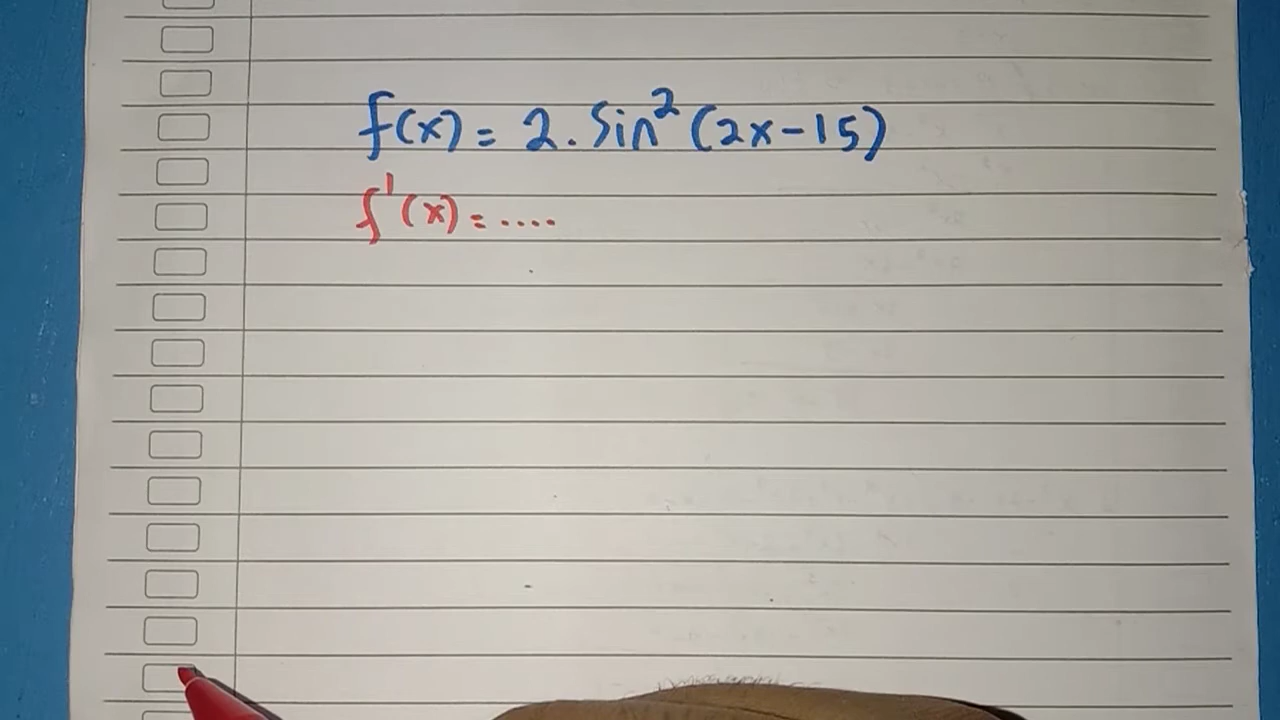 f(x) = 2. Sin²(2x-15)
f'(x) = ....